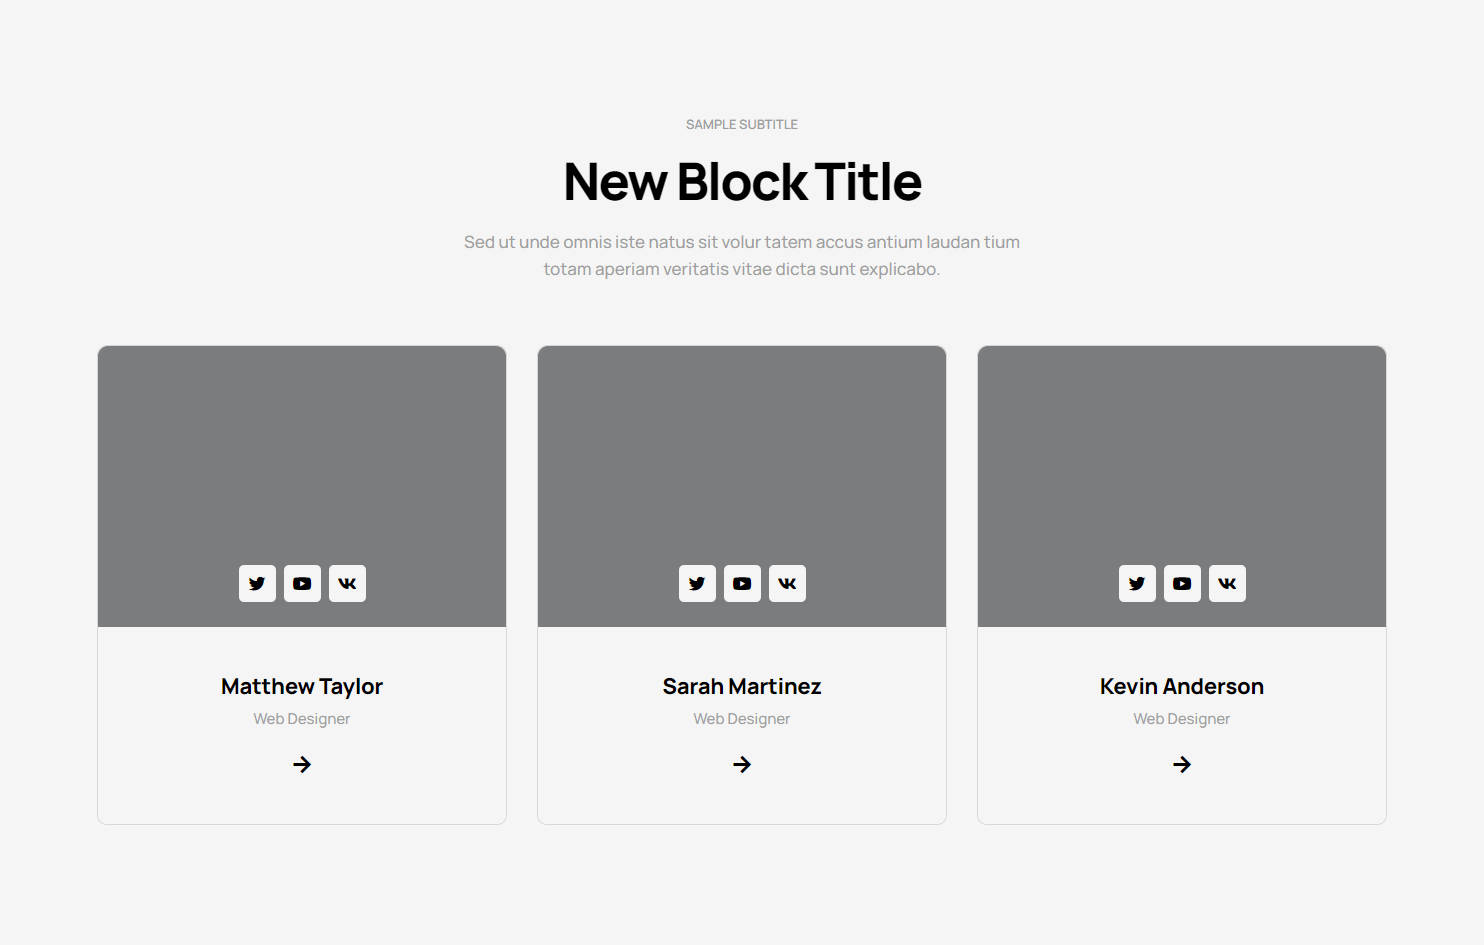 SAMPLE SUBTITLE
New Block Title
Sed ut unde omnis iste natus sit volur tatem accus antium laudan tium
totam aperiam veritatis vitae dicta sunt explicabo.
Matthew Taylor
Web Designer
Sarah Martinez
Web Designer
Kevin Anderson
Web Designer